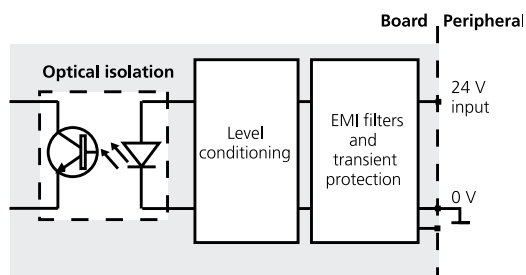 Board Peripheral
Optical isolation
24 V
input
Level
conditioning
EMI filters
and
transient
protection
0 V